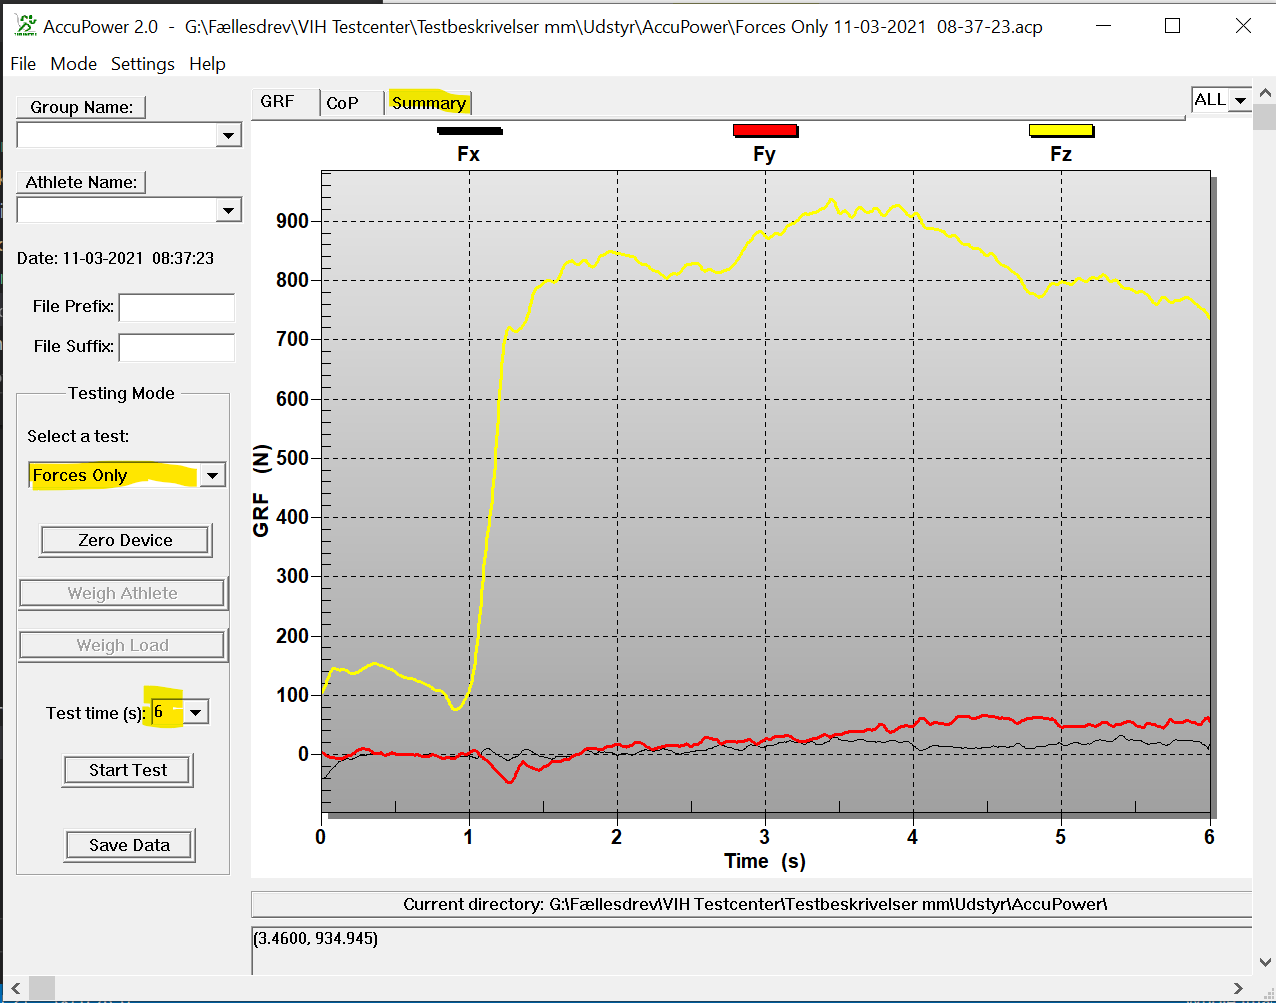 AccuPower 2.0 - G:\Fællesdrev\VIH Testcenter\Testbeskrivelser mm\Udstyr\AccuPower\Forces Only 11-03-2021 08-37-23.acp
File Mode Settings Help
Group Name:
Athlete Name:
Date: 11-03-2021 08:37:23
File Prefix:
File Suffix:
Testing Mode
Select a test:
Forces Only
Zero Device
Weigh Athlete
Weigh Load
Test time (s): 6
Start Test
Save Data
GRF CoP Summary
ALL
Fx Fy Fz
GRF (N)
900
800
700
600
500
400
300
200
100
0
0 1 2 3 4 5 6
Time (s)
Current directory: G:\Fællesdrev\VIH Testcenter\Testbeskrivelser mm\Udstyr\AccuPower\
(3.4600, 934.945)